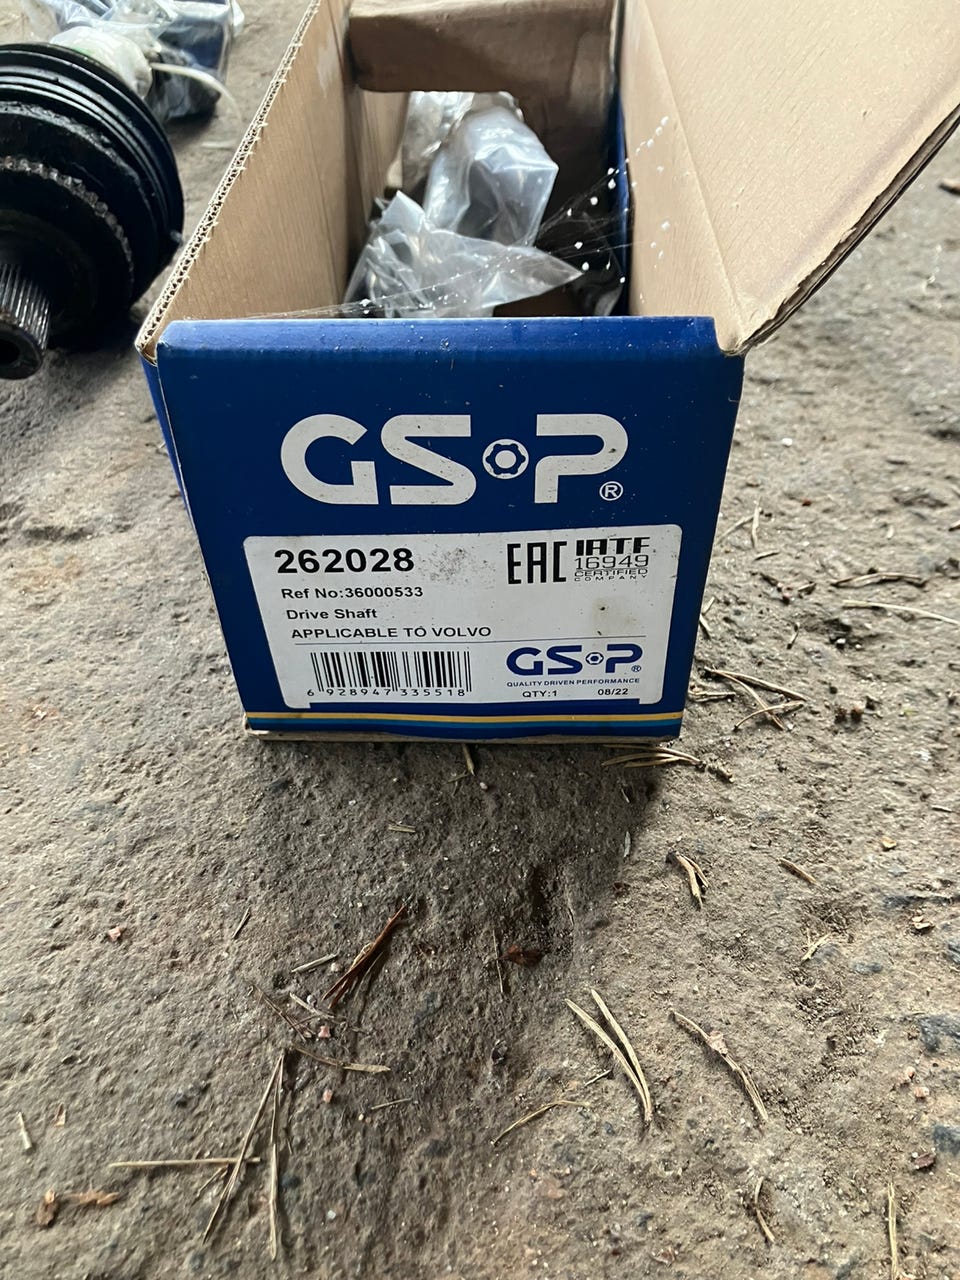 GSP®
262028
EAC IATF
16949
CERTIFIED
COMPANY
Ref No:36000533
Drive Shaft
APPLICABLE TO VOLVO
GSP®
QUALITY DRIVEN PERFORMANCE
6 928947 335518
QTY:1 08/22